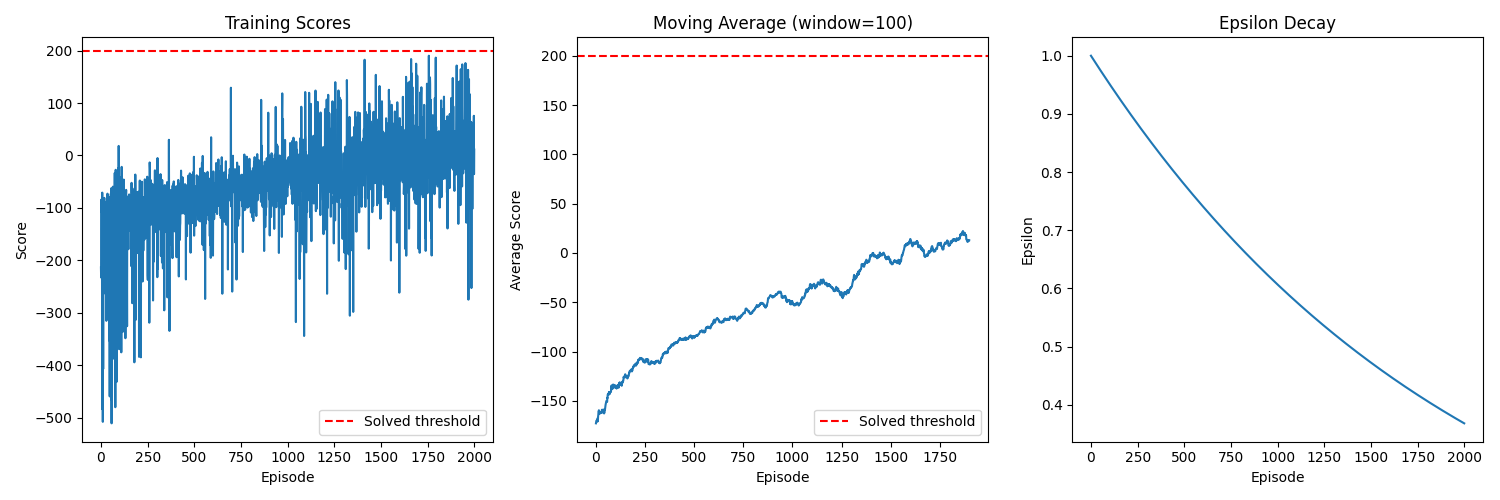 Training Scores
200
100
0
−100
−200
−300
−400
−500
Score
0 250 500 750 1000 1250 1500 1750 2000
Episode
Solved threshold
Moving Average (window=100)
200
150
100
50
0
−50
−100
−150
Average Score
0 250 500 750 1000 1250 1500 1750
Episode
Solved threshold
Epsilon Decay
1.0
0.9
0.8
0.7
0.6
0.5
0.4
Epsilon
0 250 500 750 1000 1250 1500 1750 2000
Episode